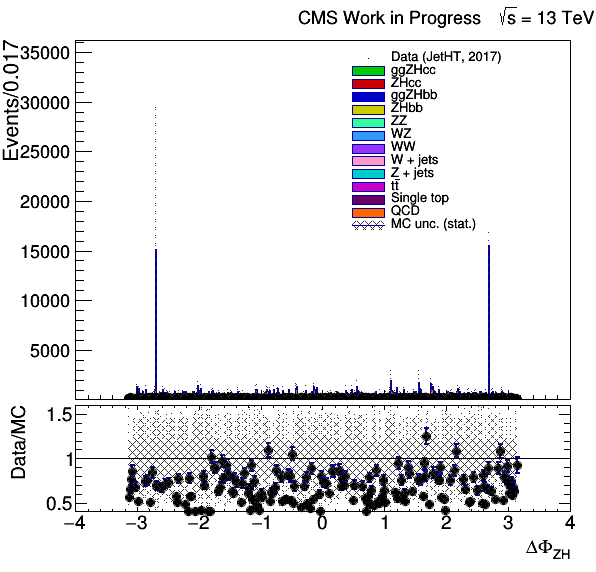 CMS Work in Progress √s = 13 TeV
Events/0.017
35000
30000
25000
20000
15000
10000
5000
Data (JetHT, 2017)
ggZHcc
ZHcc
ggZHbb
ZHbb
ZZ
WZ
WW
W + jets
Z + jets
tt̄
Single top
QCD
MC unc. (stat.)
Data/MC
1.5
1
0.5
−4 −3 −2 −1 0 1 2 3 4
ΔΦZH